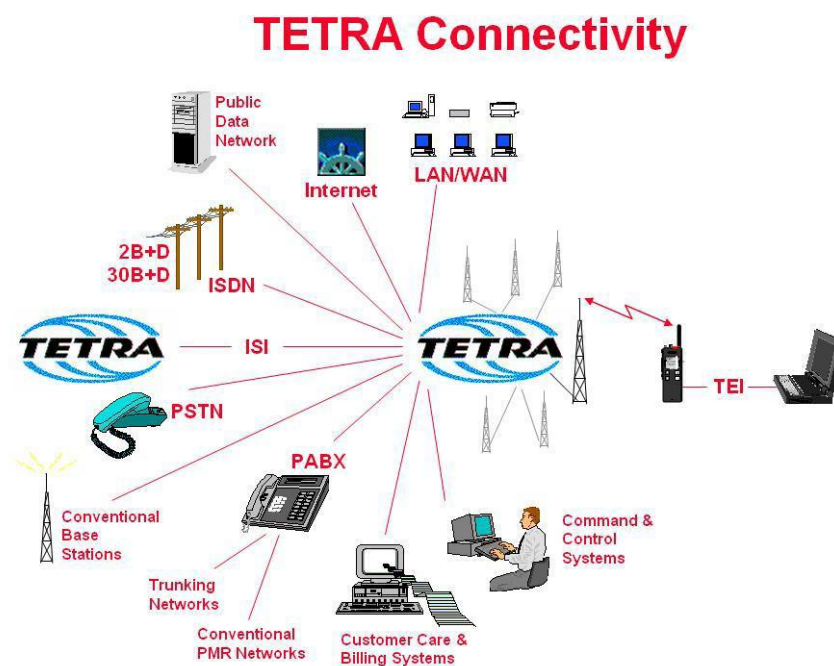 TETRA Connectivity
Public
Data
Network
Internet
LAN/WAN
2B+D
30B+D
ISDN
TETRA
ISI
TETRA
TEI
PSTN
PABX
Conventional
Base
Stations
Command &
Control
Systems
Trunking
Networks
Conventional
PMR Networks
Customer Care &
Billing Systems